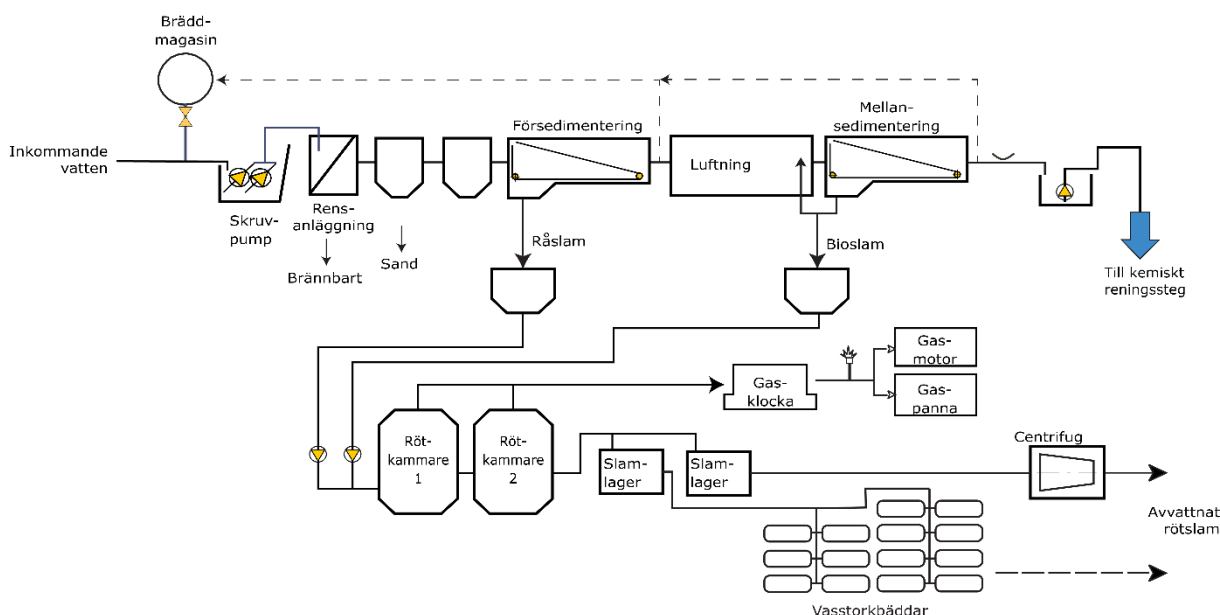 Brädd-
magasin
Inkommande
vatten
Skruv-
pump
Rens-
anläggning
Brännbart
Sand
Försedimentering
Råslam
Luftning
Mellan-
sedimentering
Bioslam
Till kemiskt
reningssteg
Gas-
klocka
Gas-
motor
Gas-
panna
Röt-
kammare
1
Röt-
kammare
2
Slam-
lager
Slam-
lager
Centrifug
Avvattnat
rötslam
Vasstorkbäddar